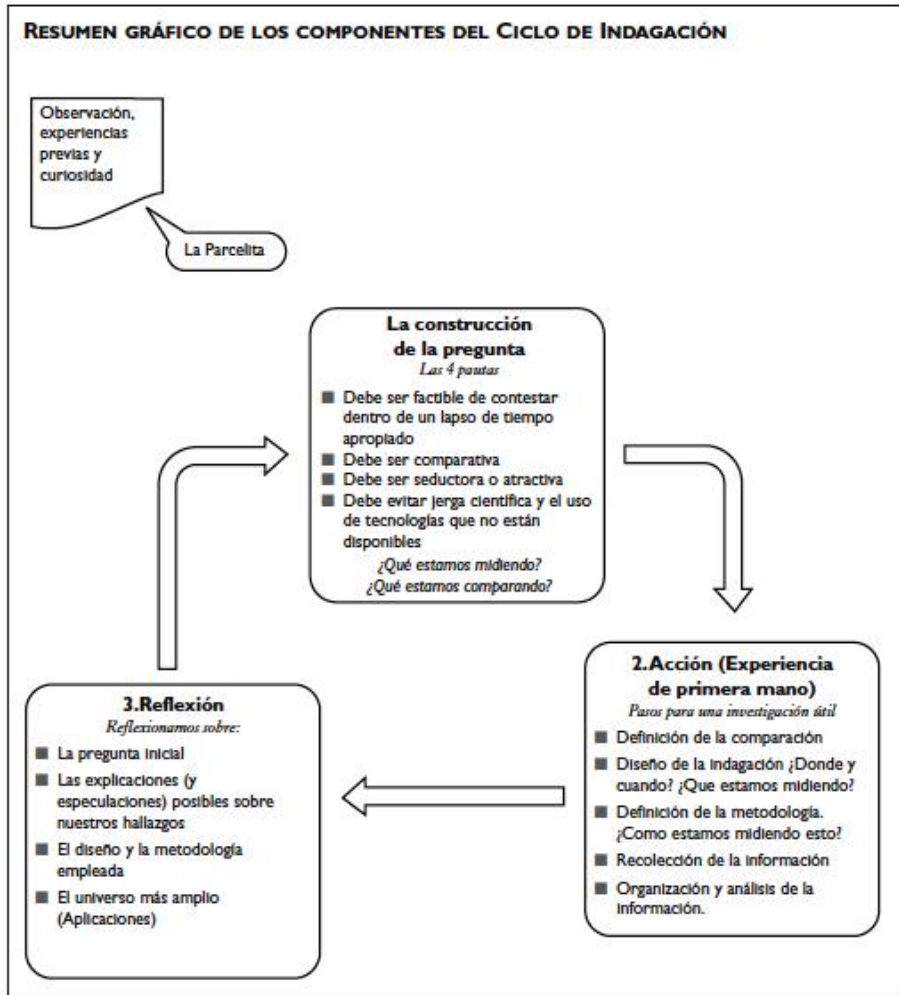 RESUMEN GRÁFICO DE LOS COMPONENTES DEL CICLO DE INDAGACIÓN
Observación,
experiencias
previas y
curiosidad
La Parcelita
La construcción
de la pregunta
Las 4 pautas
■ Debe ser factible de contestar
dentro de un lapso de tiempo
apropiado
■ Debe ser comparativa
■ Debe ser seductora o atractiva
■ Debe evitar jerga científica y el uso
de tecnologías que no están
disponibles
¿Qué estamos midiendo?
¿Qué estamos comparando?
2.Acción (Experiencia
de primera mano)
Pasos para una investigación útil
■ Definición de la comparación
■ Diseño de la indagación ¿Donde y
cuando? ¿Que estamos midiendo?
■ Definición de la metodología.
¿Como estamos midiendo esto?
■ Recolección de la información
■ Organización y análisis de la
información.
3.Reflexión
Reflexionamos sobre:
■ La pregunta inicial
■ Las explicaciones (y
especulaciones) posibles sobre
nuestros hallazgos
■ El diseño y la metodología
empleada
■ El universo más amplio
(Aplicaciones)